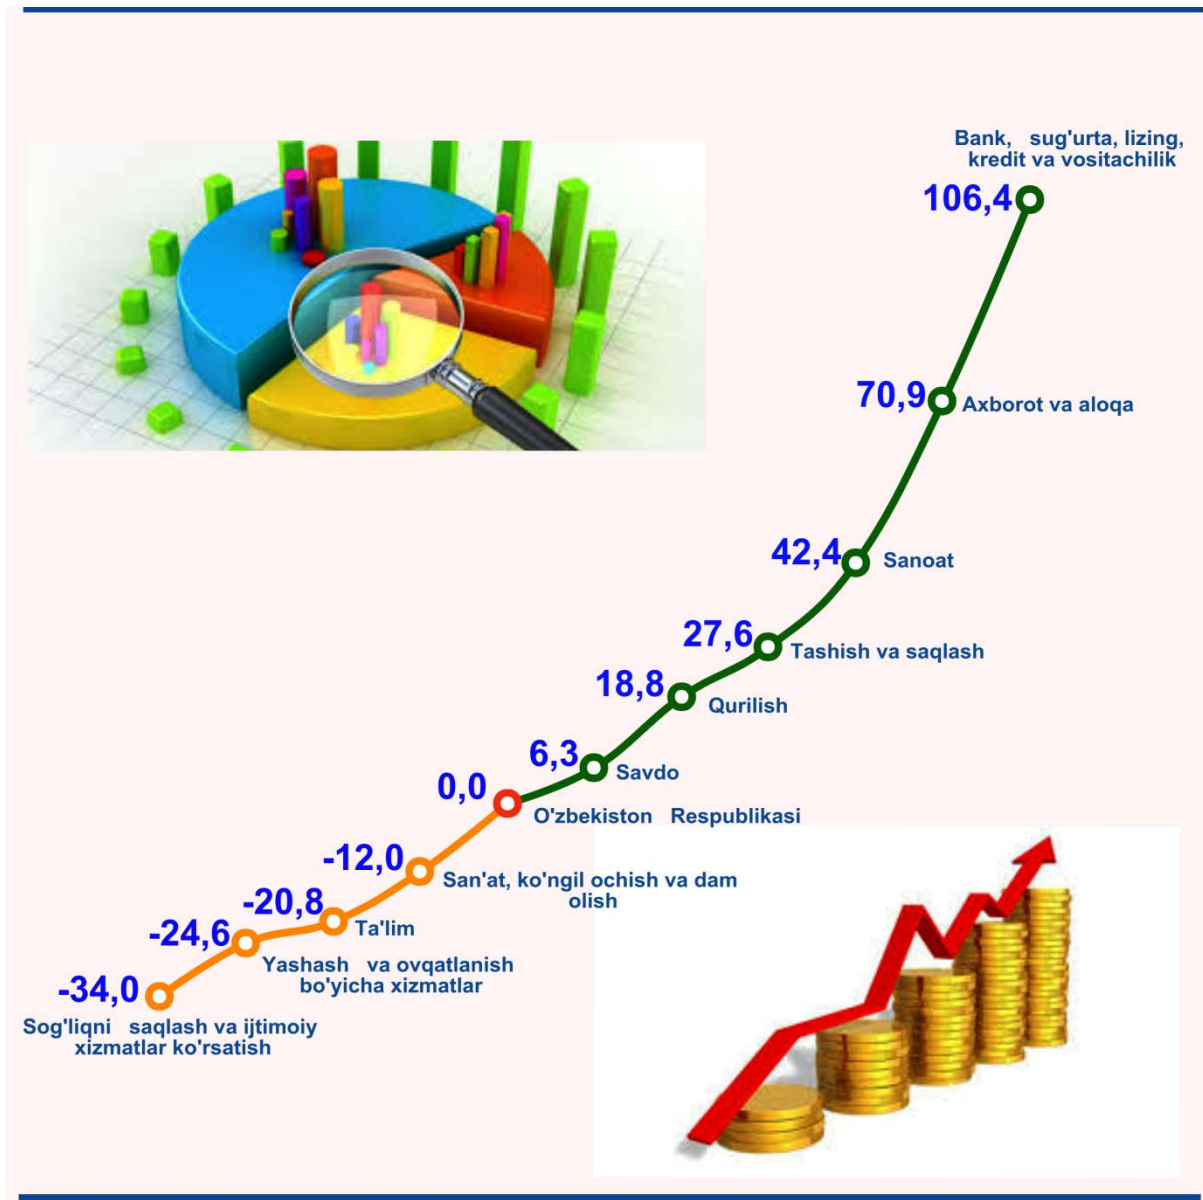 Bank, sug'urta, lizing,
kredit va vositachilik
106,4
70,9
Axborot va aloqa
42,4
Sanoat
27,6
Tashish va saqlash
18,8
Qurilish
6,3
Savdo
0,0
O'zbekiston Respublikasi
-12,0
San'at, ko'ngil ochish va dam
olish
-20,8
Ta'lim
-24,6
Yashash va ovqatlanish
bo'yicha xizmatlar
-34,0
Sog'liqni saqlash va ijtimoiy
xizmatlar ko'rsatish